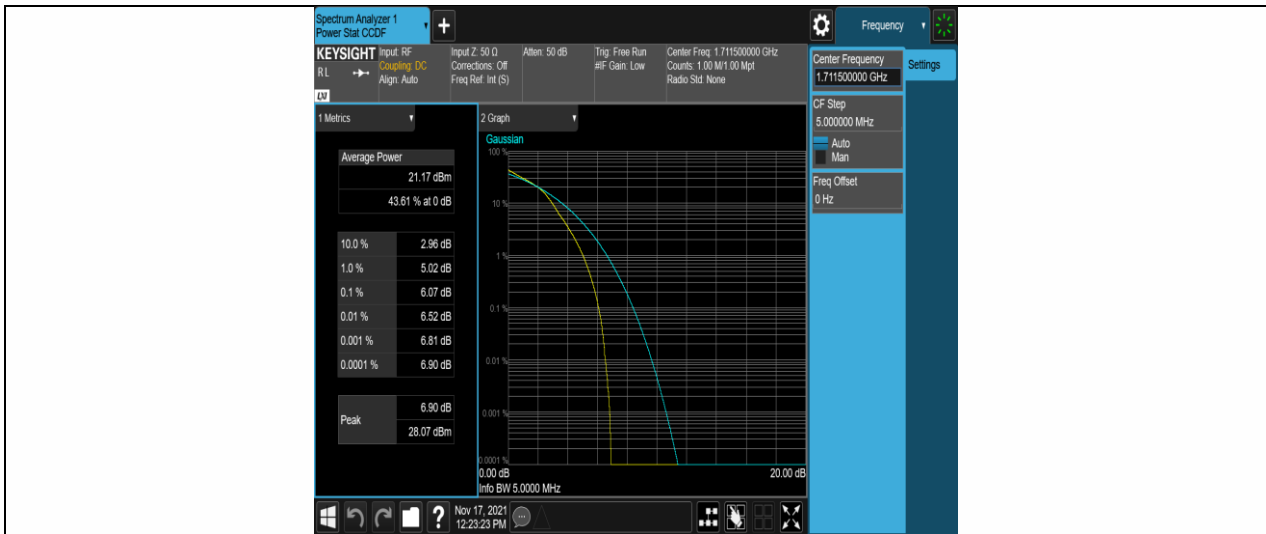 Spectrum Analyzer 1
Power Stat CCDF
+
Frequency
KEYSIGHT
RL
LXI
Input: RF
Coupling: DC
Align: Auto
Input Z: 50 Ω
Corrections: Off
Freq Ref: Int (S)
Atten: 50 dB
Trig: Free Run
#IF Gain: Low
Center Freq: 1.711500000 GHz
Counts: 1.00 M/1.00 Mpt
Radio Std: None
Center Frequency
1.711500000 GHz
Settings
CF Step
5.000000 MHz
Auto
Man
Freq Offset
0 Hz
1 Metrics
Average Power
21.17 dBm
43.61 % at 0 dB
10.0 % 2.96 dB
1.0 % 5.02 dB
0.1 % 6.07 dB
0.01 % 6.52 dB
0.001 % 6.81 dB
0.0001 % 6.90 dB
Peak
6.90 dB
28.07 dBm
2 Graph
Gaussian
100 %
10 %
1 %
0.1 %
0.01 %
0.001 %
0.0001 %
0.00 dB
20.00 dB
Info BW 5.0000 MHz
?
Nov 17, 2021
12:23:23 PM